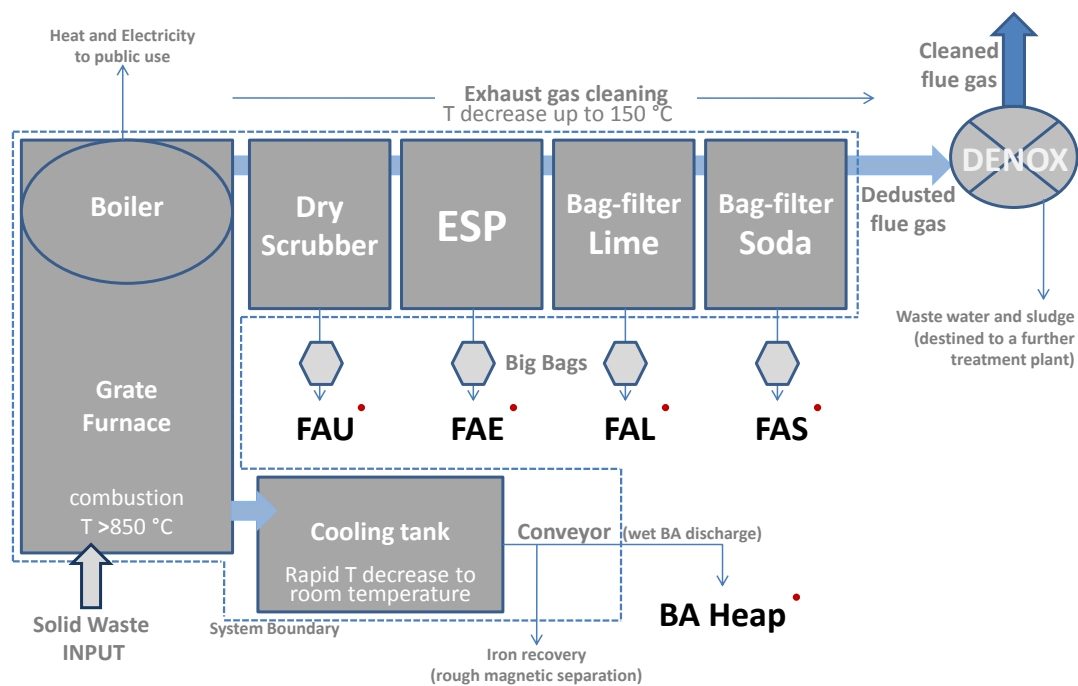 Heat and Electricity
to public use
Cleaned
flue gas
Exhaust gas cleaning
T decrease up to 150 °C
Boiler
Dry
Scrubber
ESP
Bag-filter
Lime
Bag-filter
Soda
DENOX
Dedusted
flue gas
Waste water and sludge
(destined to a further
treatment plant)
Big Bags
Grate
Furnace
FAU
FAE
FAL
FAS
combustion
T >850 °C
Cooling tank
Rapid T decrease to
room temperature
Conveyor (wet BA discharge)
BA Heap
Solid Waste
INPUT
System Boundary
Iron recovery
(rough magnetic separation)